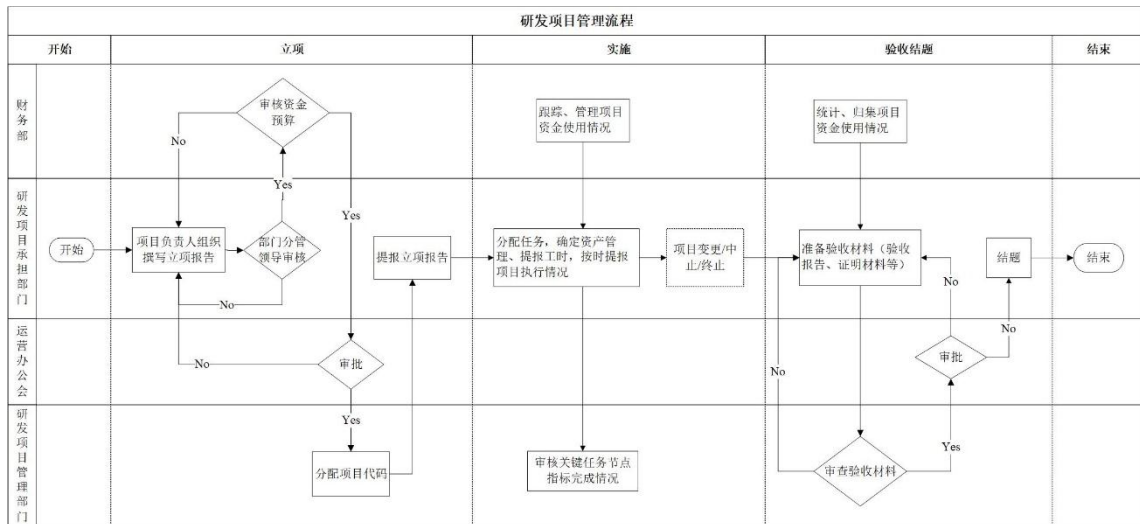 研发项目管理流程
开始
立项
实施
验收结题
结束
财务部
审核资金
预算
跟踪、管理项目
资金使用情况
统计、归集项目
资金使用情况
No
Yes
Yes
研发项目承担部门
开始
项目负责人组织
撰写立项报告
部门分管
领导审核
提报立项报告
分配任务，确定资产管
理、提报工时，按时提报
项目执行情况
项目变更/中
止/终止
准备验收材料（验收
报告、证明材料等）
结题
结束
No
No
No
运营办公会
No
审批
审批
No
Yes
Yes
研发项目管理部门
分配项目代码
审核关键任务节点
指标完成情况
审查验收材料